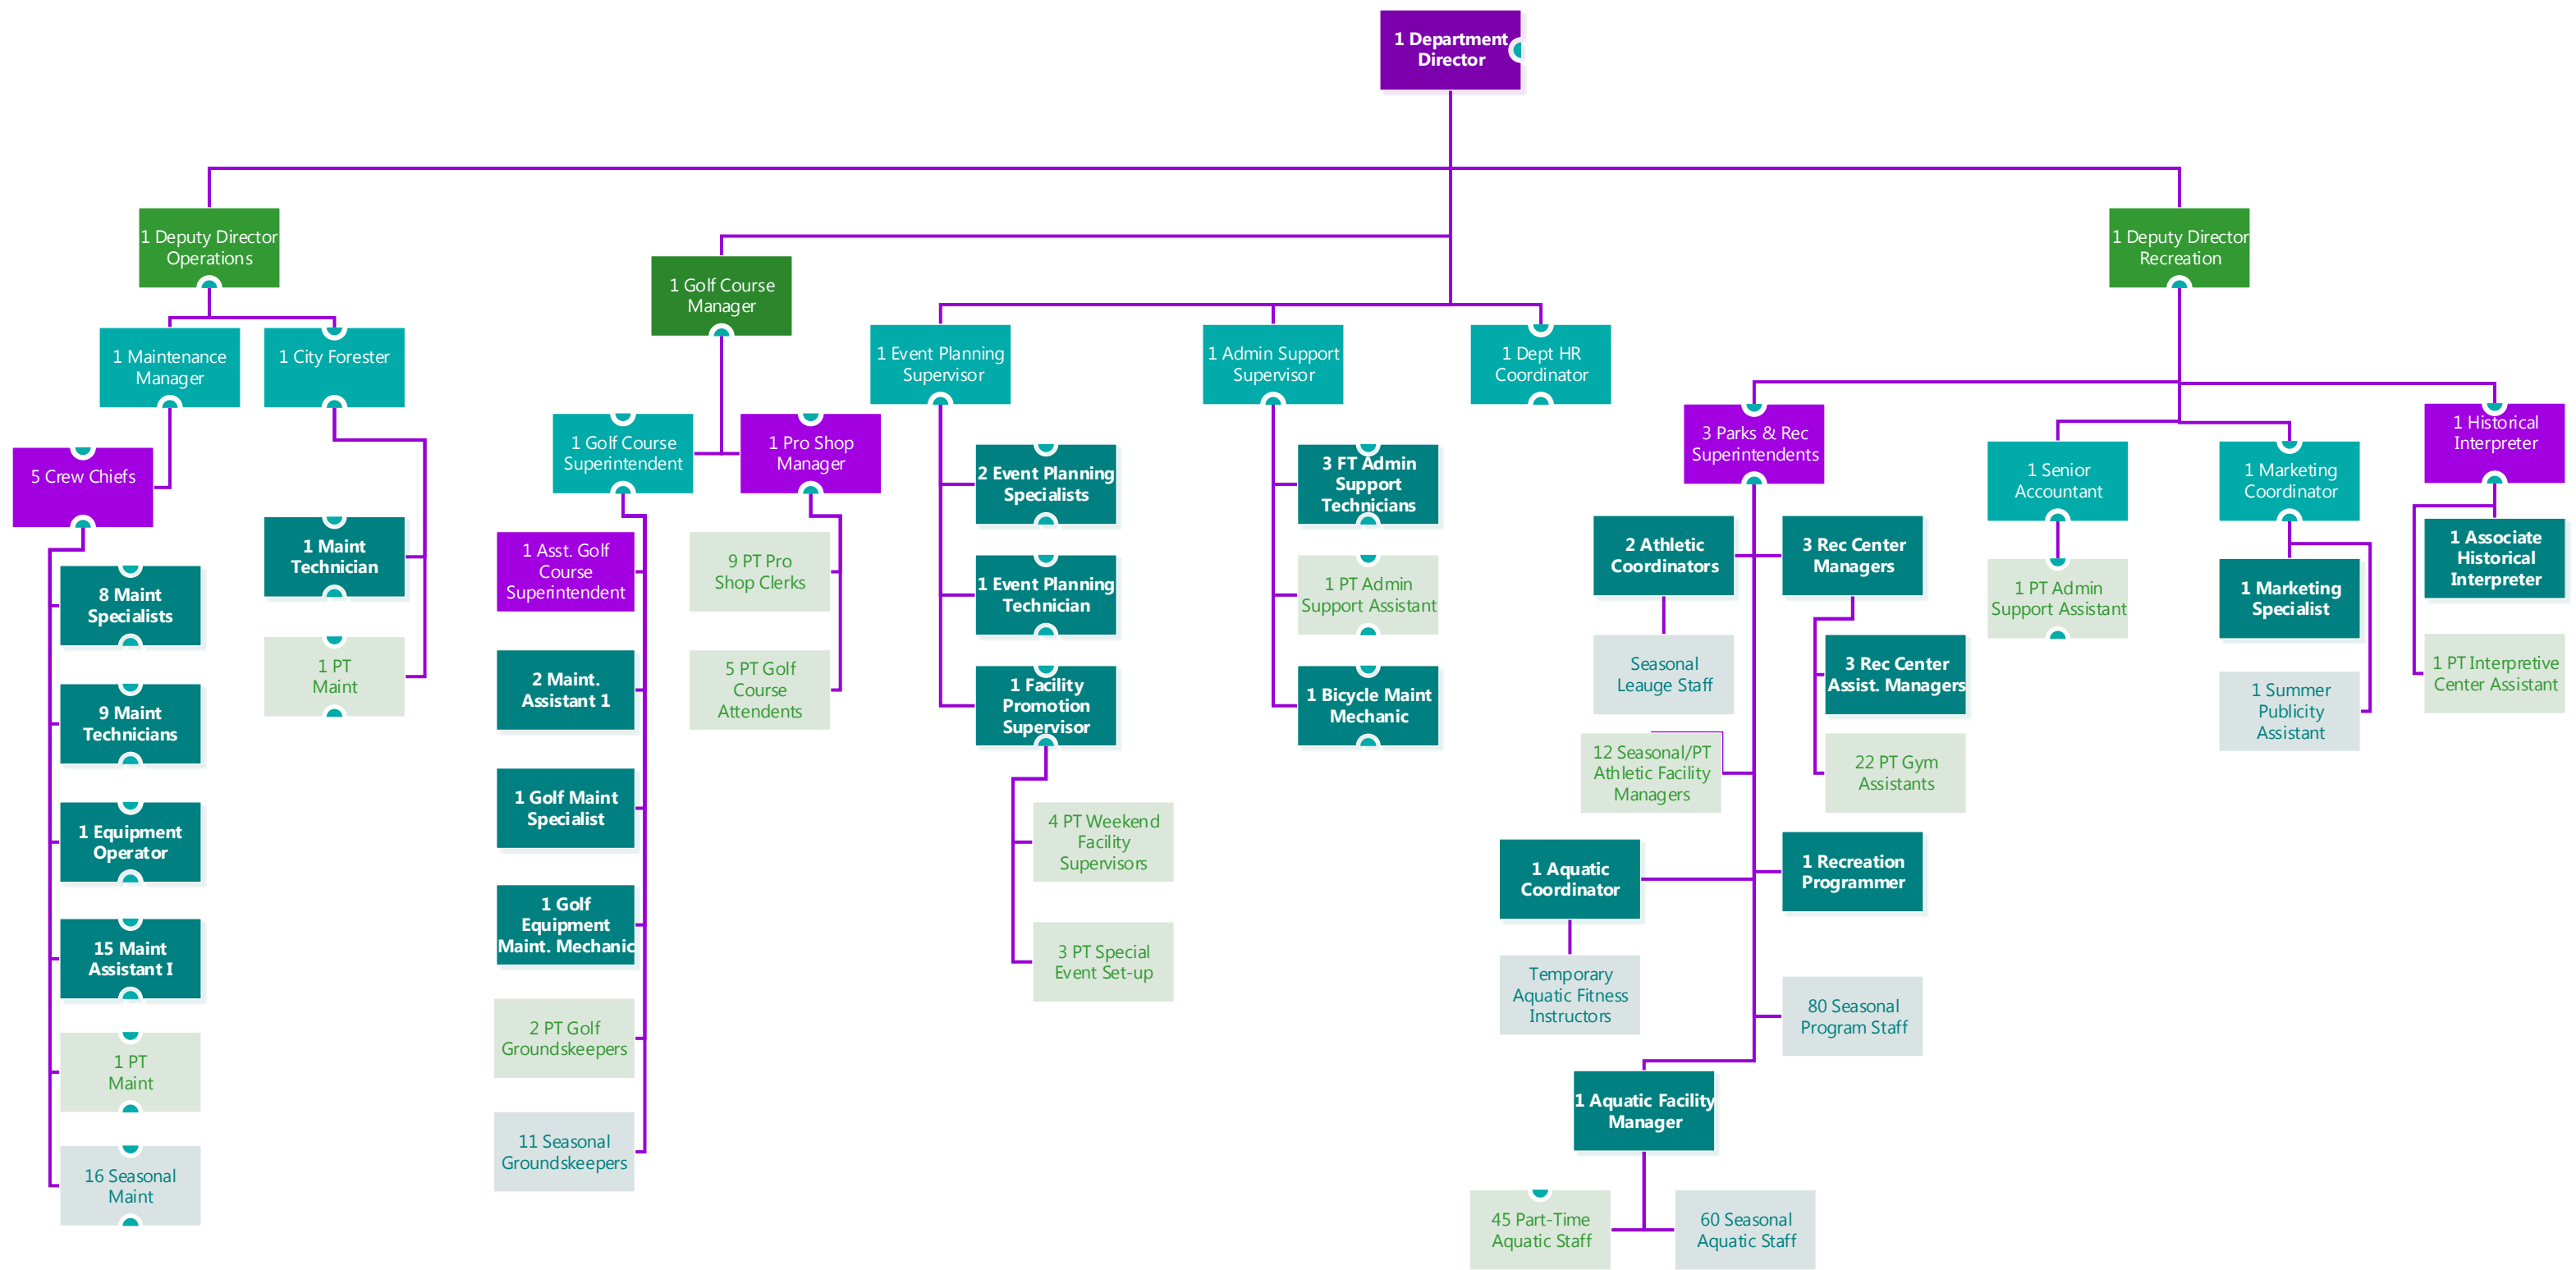 1 Department
Director
1 Deputy Director
Operations
1 Deputy Director
Recreation
1 Golf Course
Manager
1 Maintenance
Manager
1 City Forester
1 Event Planning
Supervisor
1 Admin Support
Supervisor
1 Dept HR
Coordinator
5 Crew Chiefs
8 Maint
Specialists
9 Maint
Technicians
1 Equipment
Operator
15 Maint
Assistant I
1 PT
Maint
16 Seasonal
Maint
1 Maint
Technician
1 PT
Maint
1 Golf Course
Superintendent
1 Pro Shop
Manager
1 Asst. Golf
Course
Superintendent
2 Maint.
Assistant 1
1 Golf Maint
Specialist
1 Golf
Equipment
Maint. Mechanic
2 PT Golf
Groundskeepers
11 Seasonal
Groundskeepers
9 PT Pro
Shop Clerks
5 PT Golf
Course
Attendents
2 Event Planning
Specialists
1 Event Planning
Technician
1 Facility
Promotion
Supervisor
4 PT Weekend
Facility
Supervisors
3 PT Special
Event Set-up
3 FT Admin
Support
Technicians
1 PT Admin
Support Assistant
1 Bicycle Maint
Mechanic
3 Parks & Rec
Superintendents
2 Athletic
Coordinators
3 Rec Center
Managers
Seasonal
Leauge Staff
3 Rec Center
Assist. Managers
12 Seasonal/PT
Athletic Facility
Managers
22 PT Gym
Assistants
1 Aquatic
Coordinator
1 Recreation
Programmer
Temporary
Aquatic Fitness
Instructors
80 Seasonal
Program Staff
1 Aquatic Facility
Manager
45 Part-Time
Aquatic Staff
60 Seasonal
Aquatic Staff
1 Senior
Accountant
1 PT Admin
Support Assistant
1 Marketing
Coordinator
1 Marketing
Specialist
1 Summer
Publicity
Assistant
1 Historical
Interpreter
1 Associate
Historical
Interpreter
1 PT Interpretive
Center Assistant